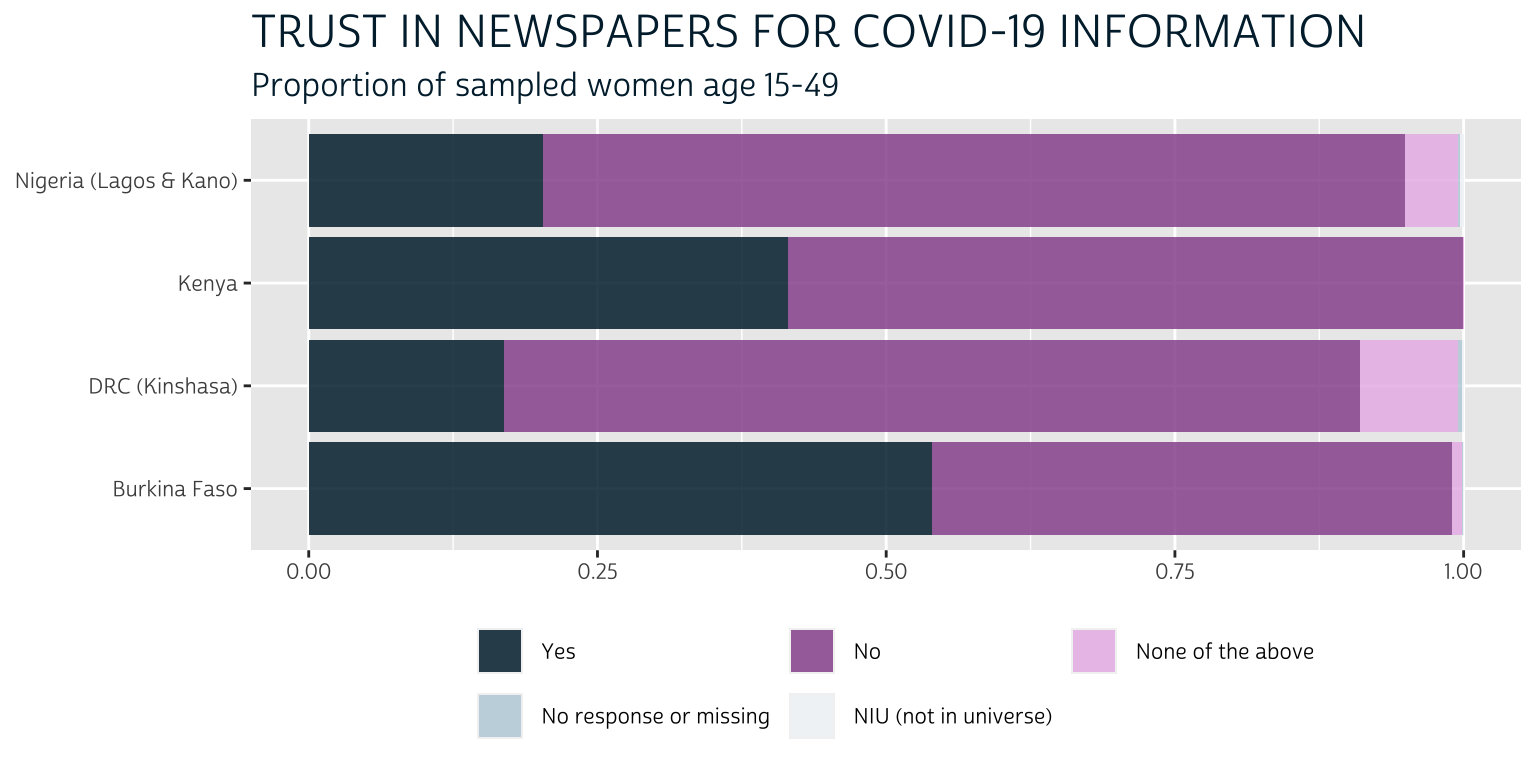 TRUST IN NEWSPAPERS FOR COVID-19 INFORMATION
Proportion of sampled women age 15-49
Nigeria (Lagos & Kano)
Kenya
DRC (Kinshasa)
Burkina Faso
0.00 0.25 0.50 0.75 1.00
Yes No None of the above
No response or missing NIU (not in universe)